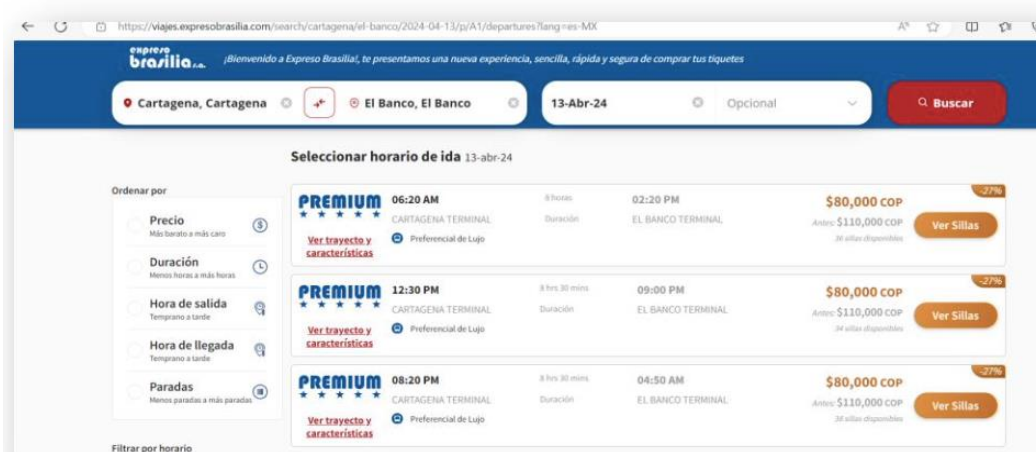 https://viajes.expresobrasilia.com/search/cartagena/el-banco/2024-04-13/p/A1/departures?lang=es-MX
expreso
brasilia S.A.
¡Bienvenido a Expreso Brasilia!, te presentamos una nueva experiencia, sencilla, rápida y segura de comprar tus tiquetes
Cartagena, Cartagena
El Banco, El Banco
13-Abr-24
Opcional
Buscar
Seleccionar horario de ida 13-abr-24
Ordenar por
Precio
Más barato a más caro
Duración
Menos horas a más horas
Hora de salida
Temprano a tarde
Hora de llegada
Temprano a tarde
Paradas
Menos paradas a más paradas
Filtrar por horario
PREMIUM
Ver trayecto y
características
06:20 AM
CARTAGENA TERMINAL
Preferencial de Lujo
8 horas
Duración
02:20 PM
EL BANCO TERMINAL
-27%
$80,000 COP
Antes: $110,000 COP
sillas disponibles
Ver Sillas
PREMIUM
Ver trayecto y
características
12:30 PM
CARTAGENA TERMINAL
Preferencial de Lujo
8 hrs 30 mins
Duración
09:00 PM
EL BANCO TERMINAL
-27%
$80,000 COP
Antes: $110,000 COP
34 sillas disponibles
Ver Sillas
PREMIUM
Ver trayecto y
características
08:20 PM
CARTAGENA TERMINAL
Preferencial de Lujo
8 hrs 30 mins
Duración
04:50 AM
EL BANCO TERMINAL
-27%
$80,000 COP
Antes: $110,000 COP
sillas disponibles
Ver Sillas